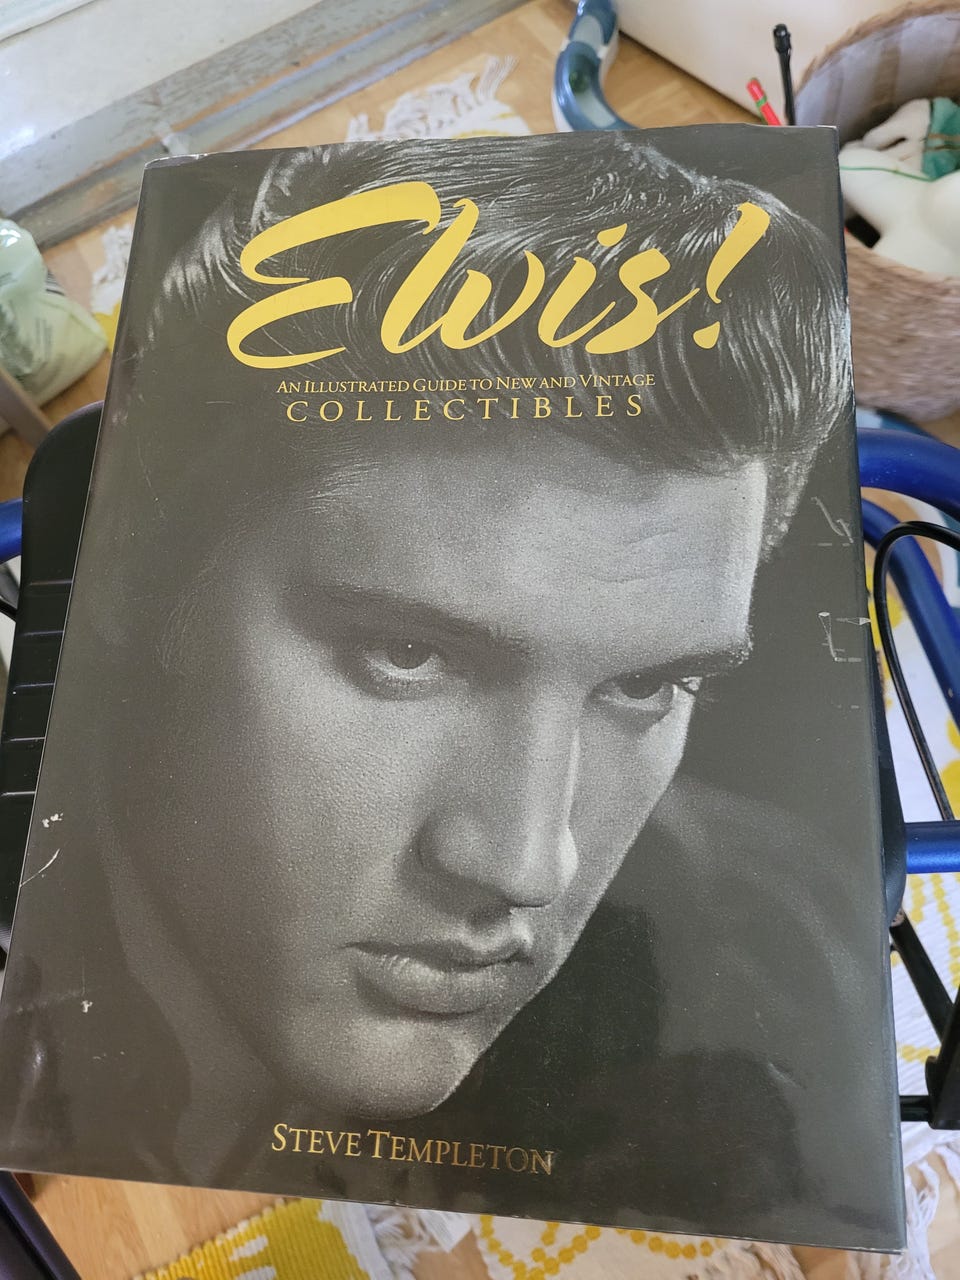 Elvis!
AN ILLUSTRATED GUIDE TO NEW AND VINTAGE
COLLECTIBLES
STEVE TEMPLETON